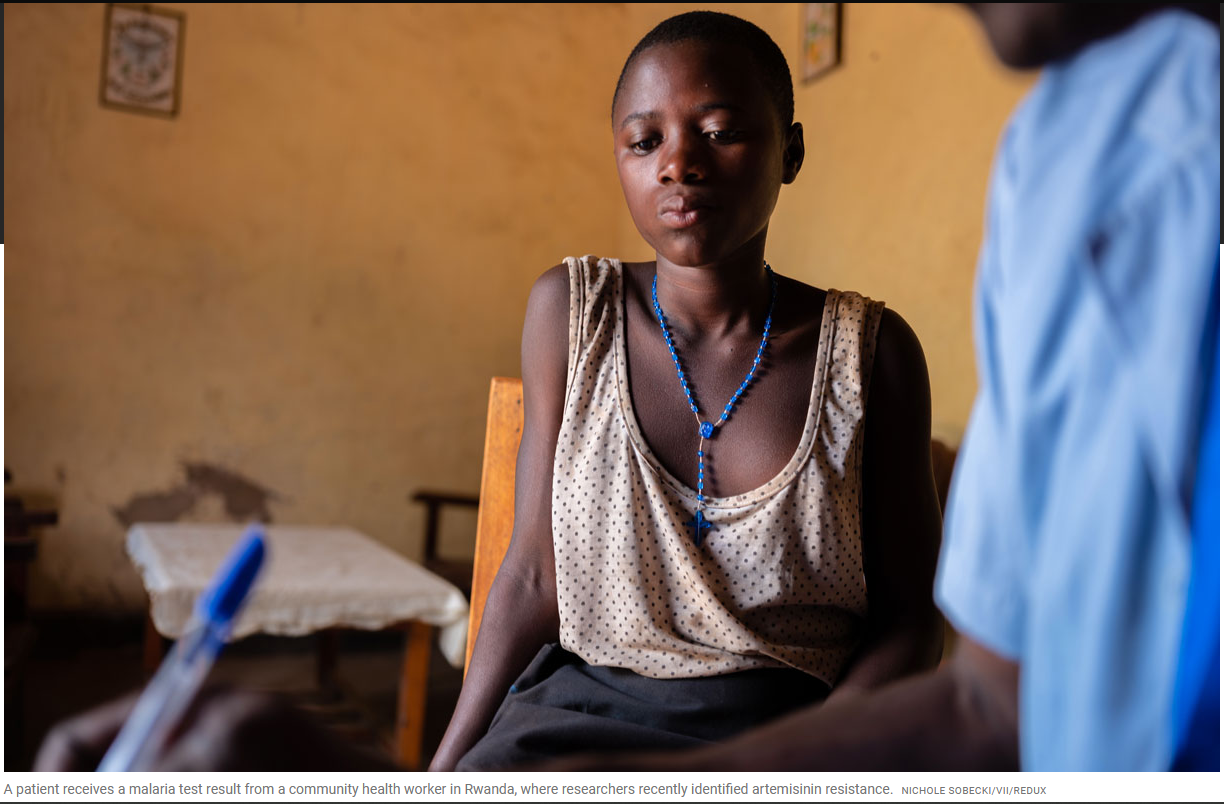 A patient receives a malaria test result from a community health worker in Rwanda, where researchers recently identified artemisinin resistance. NICHOLE SOBECKI/VII/REDUX